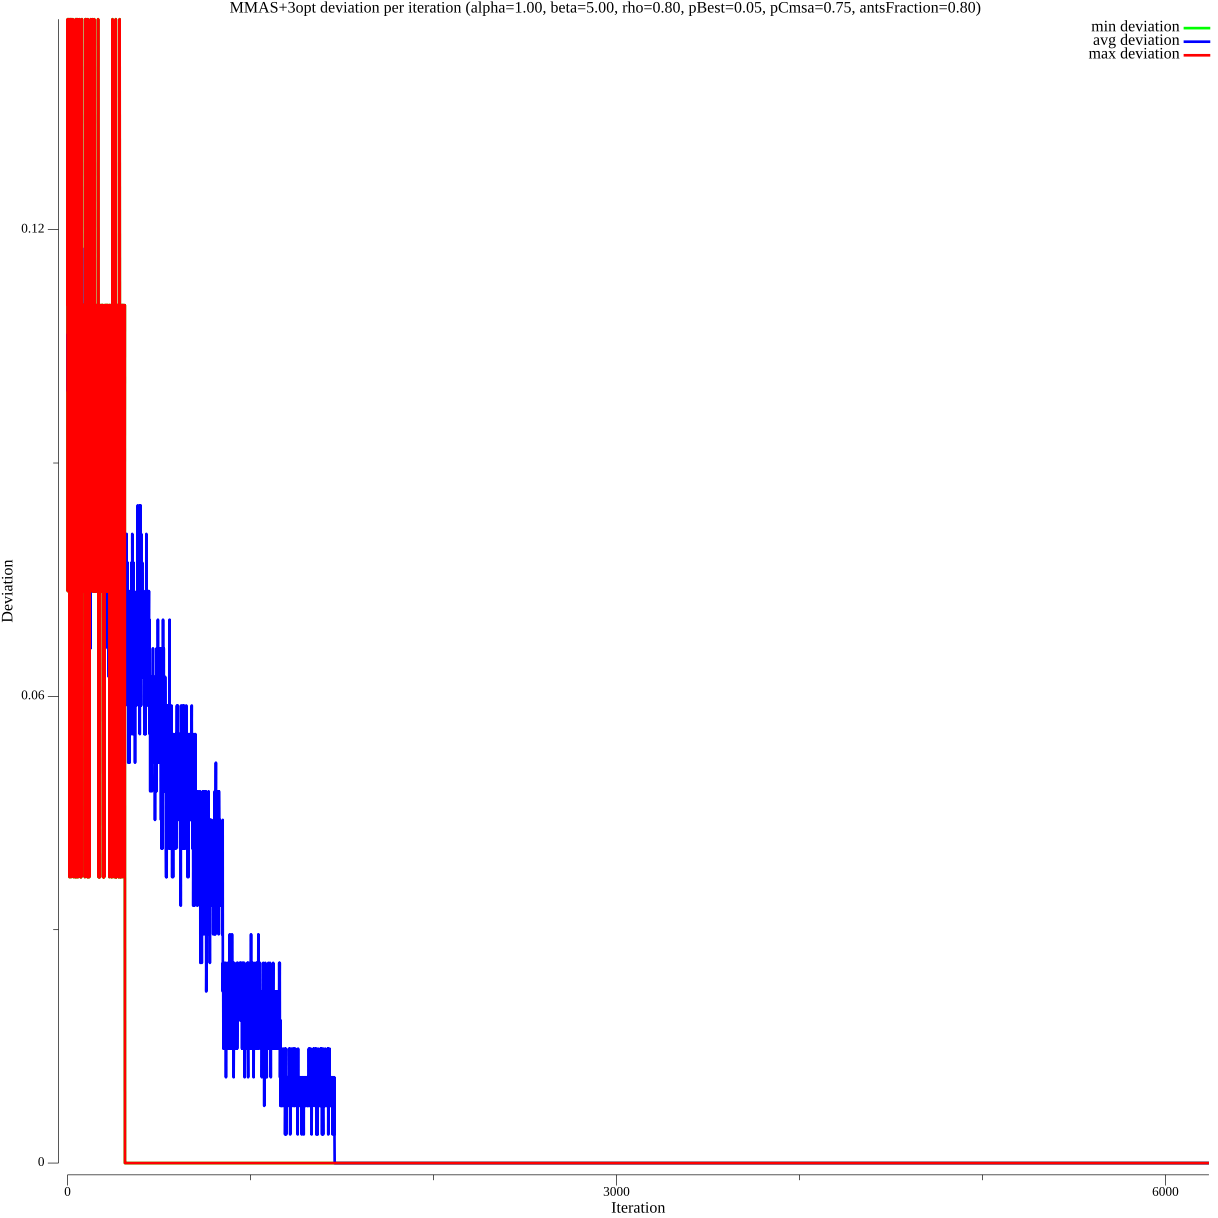 MMAS+3opt deviation per iteration (alpha=1.00, beta=5.00, rho=0.80, pBest=0.05, pCmsa=0.75, antsFraction=0.80)
min deviation
avg deviation
max deviation
0.12
0.06
0
Deviation
0 3000 6000
Iteration